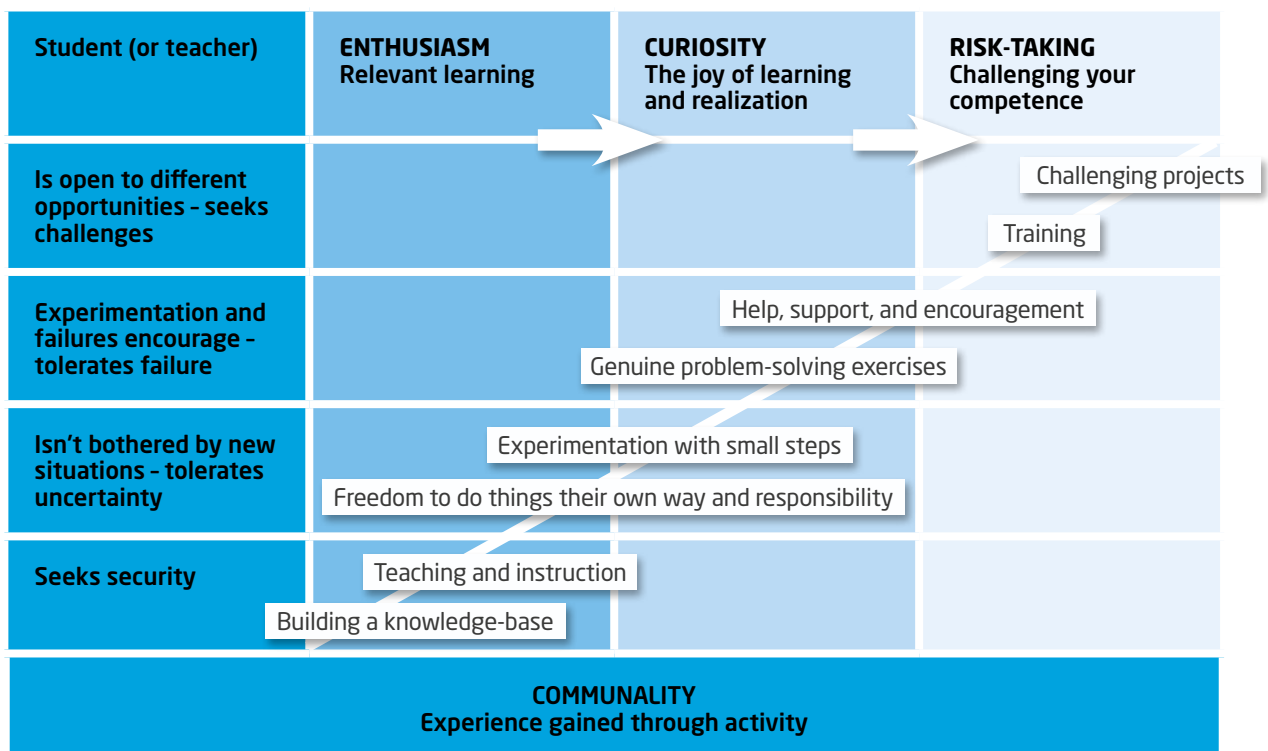 Student (or teacher)
ENTHUSIASM
Relevant learning
CURIOSITY
The joy of learning
and realization
RISK-TAKING
Challenging your
competence
Is open to different
opportunities – seeks
challenges
Challenging projects
Training
Experimentation and
failures encourage –
tolerates failure
Help, support, and encouragement
Genuine problem-solving exercises
Isn't bothered by new
situations – tolerates
uncertainty
Experimentation with small steps
Freedom to do things their own way and responsibility
Seeks security
Teaching and instruction
Building a knowledge-base
COMMUNALITY
Experience gained through activity